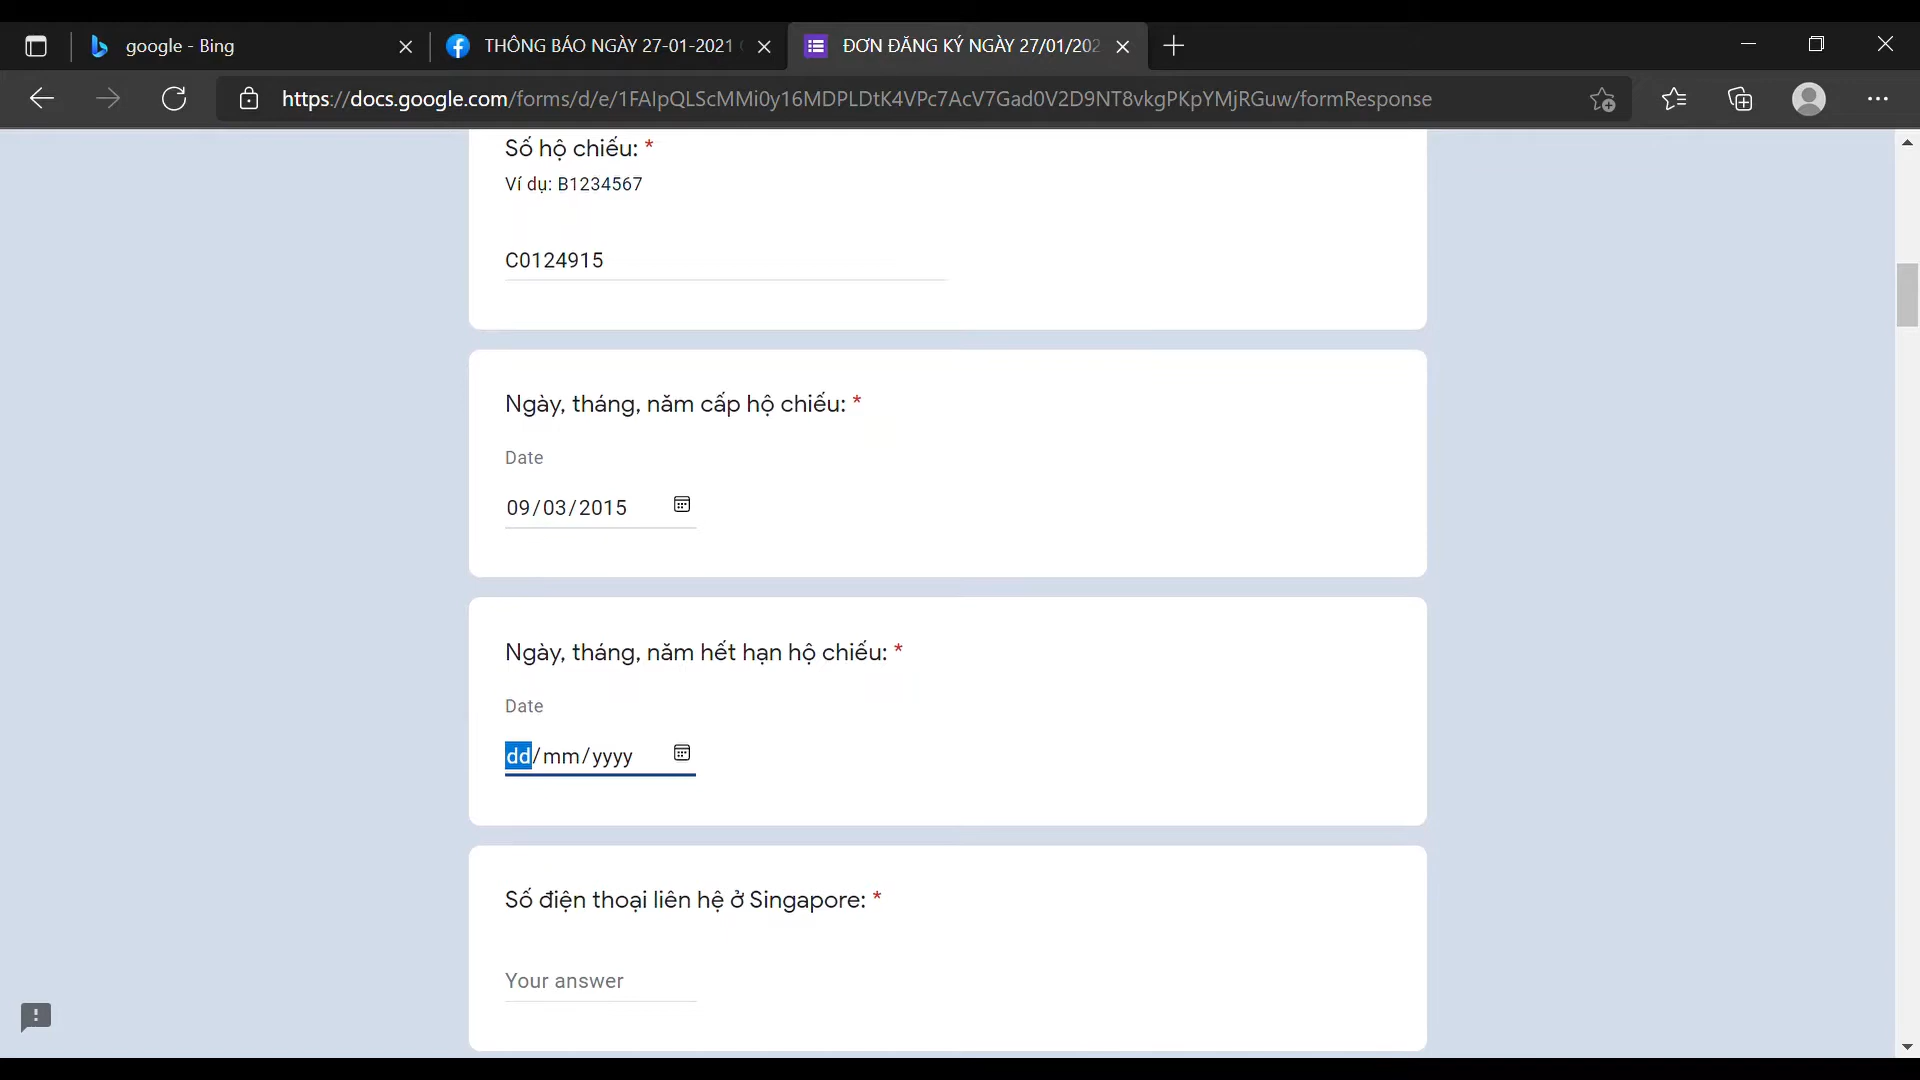 google - Bing
THÔNG BÁO NGÀY 27-01-2021
ĐƠN ĐĂNG KÝ NGÀY 27/01/202
https://docs.google.com/forms/d/e/1FAIpQLScMMi0y16MDPLDtK4VPc7AcV7Gad0V2D9NT8vkgPKpYMjRGuw/formResponse
Số hộ chiếu: *
Ví dụ: B1234567
C0124915
Ngày, tháng, năm cấp hộ chiếu: *
Date
09/03/2015
Ngày, tháng, năm hết hạn hộ chiếu: *
Date
dd/mm/yyyy
Số điện thoại liên hệ ở Singapore: *
Your answer